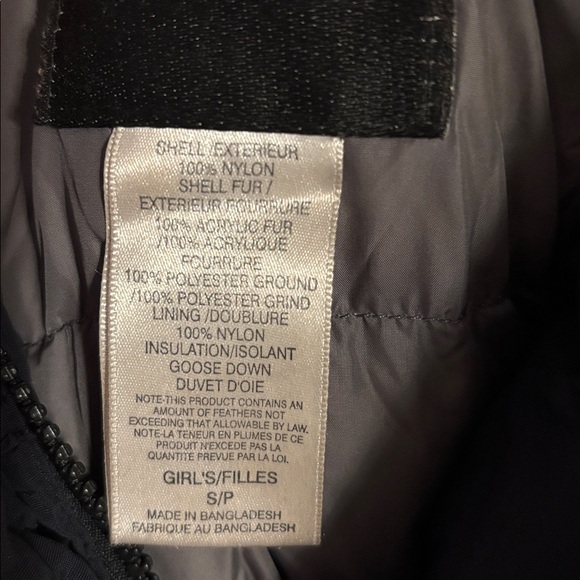 SHELL /EXTERIEUR
100% NYLON
SHELL FUR /
EXTERIEUR FOURRURE
100% ACRYLIC FUR
/100% ACRYLIQUE
FOURRURE
100% POLYESTER GROUND
/100% POLYESTER GRIND
LINING /DOUBLURE
100% NYLON
INSULATION/ISOLANT
GOOSE DOWN
DUVET D'OIE
NOTE-THIS PRODUCT CONTAINS AN
AMOUNT OF FEATHERS NOT
EXCEEDING THAT ALLOWABLE BY LAW.
NOTE-LA TENEUR EN PLUMES DE CE
PRODUIT N'EXCEDE PAS LA
QUANTITE PREVUE PAR LA LOI.
GIRL'S/FILLES
S/P
MADE IN BANGLADESH
FABRIQUE AU BANGLADESH